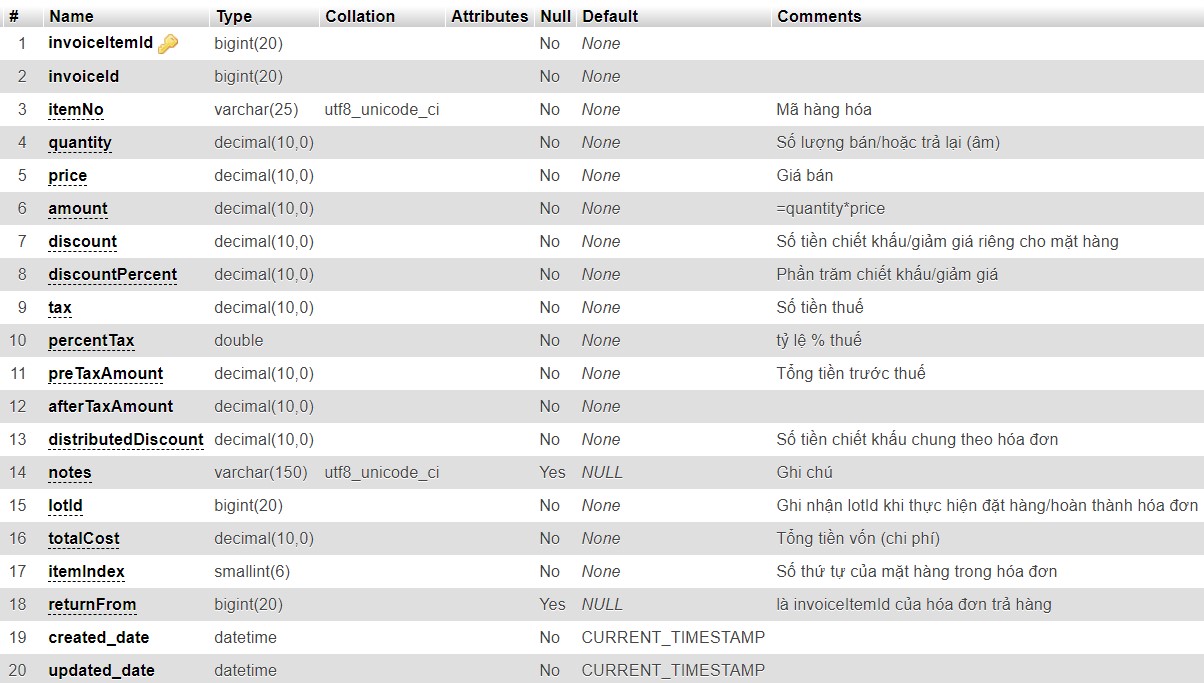 # Name Type Collation Attributes Null Default Comments
1 invoiceItemId bigint(20) No None
2 invoiceId bigint(20) No None
3 itemNo varchar(25) utf8_unicode_ci No None Mã hàng hóa
4 quantity decimal(10,0) No None Số lượng bán/hoặc trả lại (âm)
5 price decimal(10,0) No None Giá bán
6 amount decimal(10,0) No None =quantity*price
7 discount decimal(10,0) No None Số tiền chiết khấu/giảm giá riêng cho mặt hàng
8 discountPercent decimal(10,0) No None Phần trăm chiết khấu/giảm giá
9 tax decimal(10,0) No None Số tiền thuế
10 percentTax double No None tỷ lệ % thuế
11 preTaxAmount decimal(10,0) No None Tổng tiền trước thuế
12 afterTaxAmount decimal(10,0) No None
13 distributedDiscount decimal(10,0) No None Số tiền chiết khấu chung theo hóa đơn
14 notes varchar(150) utf8_unicode_ci Yes NULL Ghi chú
15 lotId bigint(20) No None Ghi nhận lotId khi thực hiện đặt hàng/hoàn thành hóa đơn
16 totalCost decimal(10,0) No None Tổng tiền vốn (chi phí)
17 itemIndex smallint(6) No None Số thứ tự của mặt hàng trong hóa đơn
18 returnFrom bigint(20) Yes NULL là invoiceItemId của hóa đơn trả hàng
19 created_date datetime No CURRENT_TIMESTAMP
20 updated_date datetime No CURRENT_TIMESTAMP